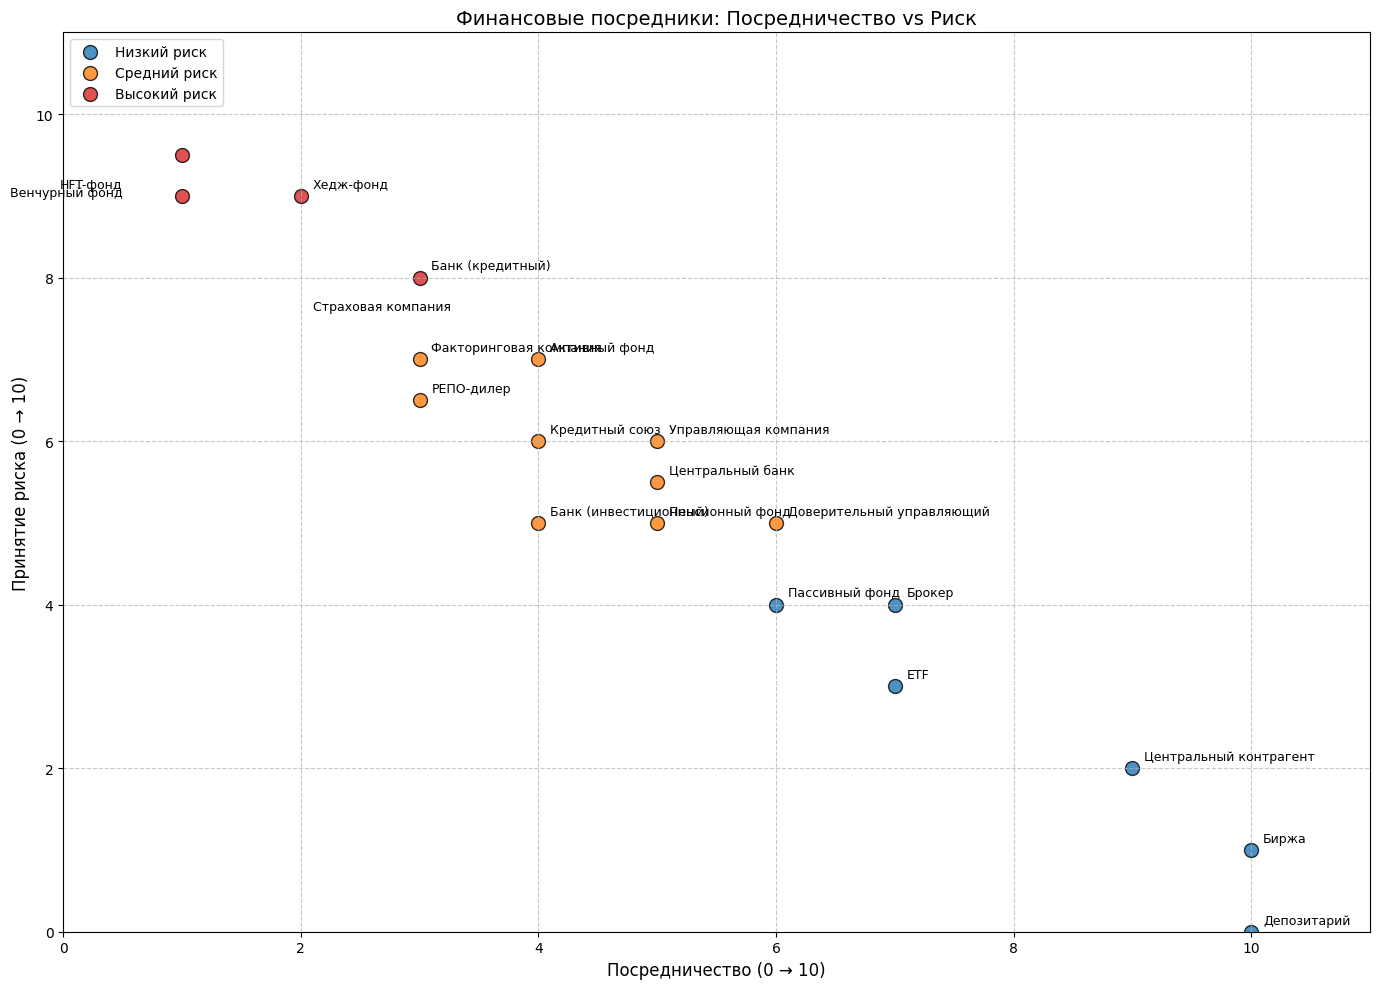 Финансовые посредники: Посредничество vs Риск
Низкий риск
Средний риск
Высокий риск
10
HFT-фонд
Венчурный фонд
Хедж-фонд
Банк (кредитный)
8
Страховая компания
Факторинговая компания
Активный фонд
РЕПО-дилер
Кредитный союз
Управляющая компания
6
Центральный банк
Банк (инвестиционный)
Пенсионный фонд
Доверительный управляющий
Пассивный фонд
Брокер
4
ETF
Центральный контрагент
2
Биржа
Депозитарий
0
0 2 4 6 8 10
Принятие риска (0 → 10)
Посредничество (0 → 10)